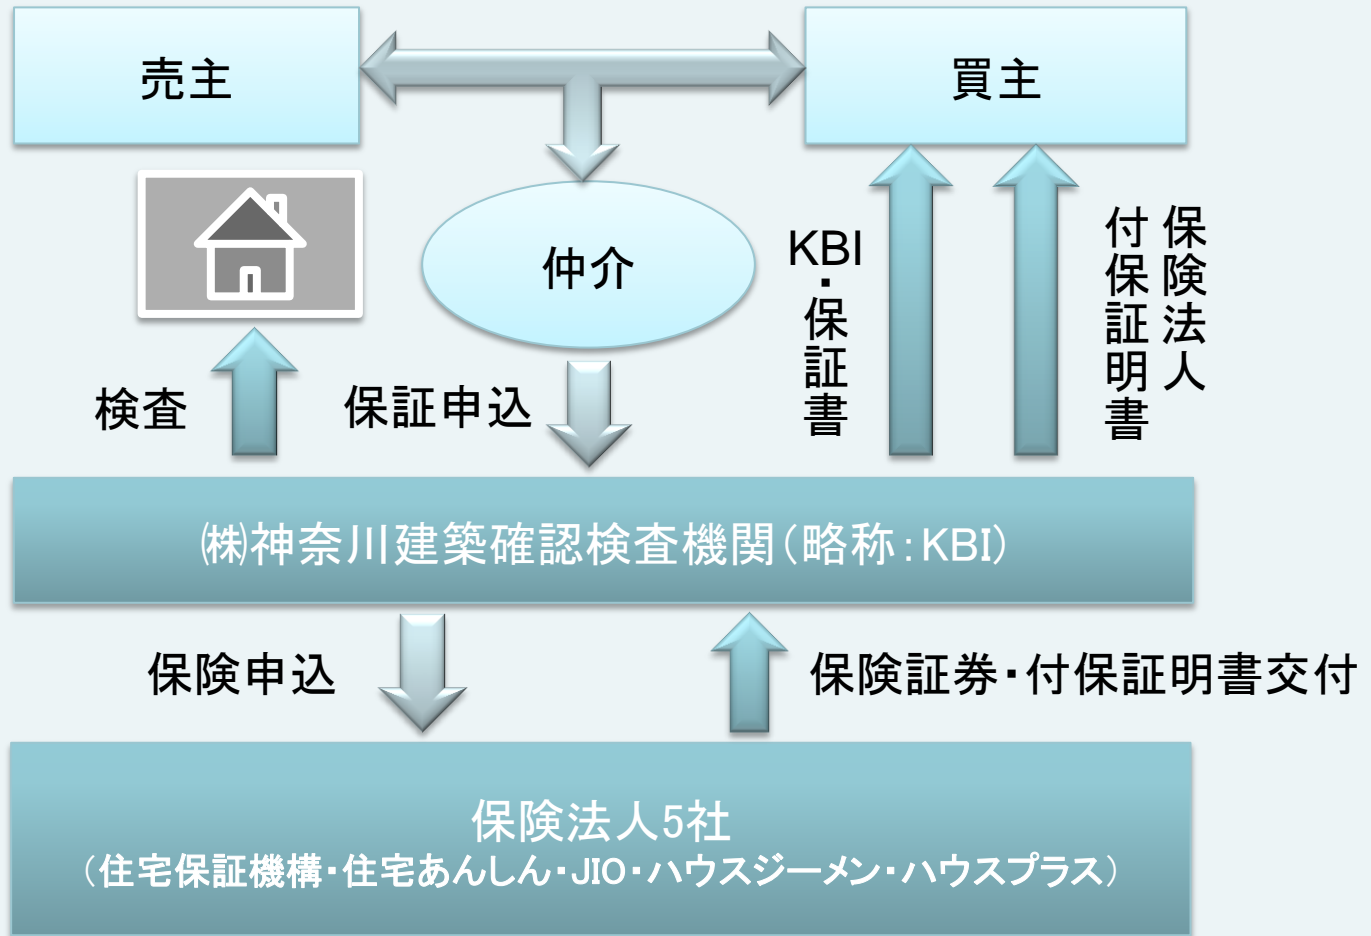 売主
買主
仲介
KBI・保証書
保険法人
付保証明書
検査
保証申込
㈱神奈川建築確認検査機関（略称：KBI）
保険申込
保険証券・付保証明書交付
保険法人5社
（住宅保証機構・住宅あんしん・JIO・ハウスジーメン・ハウスプラス）